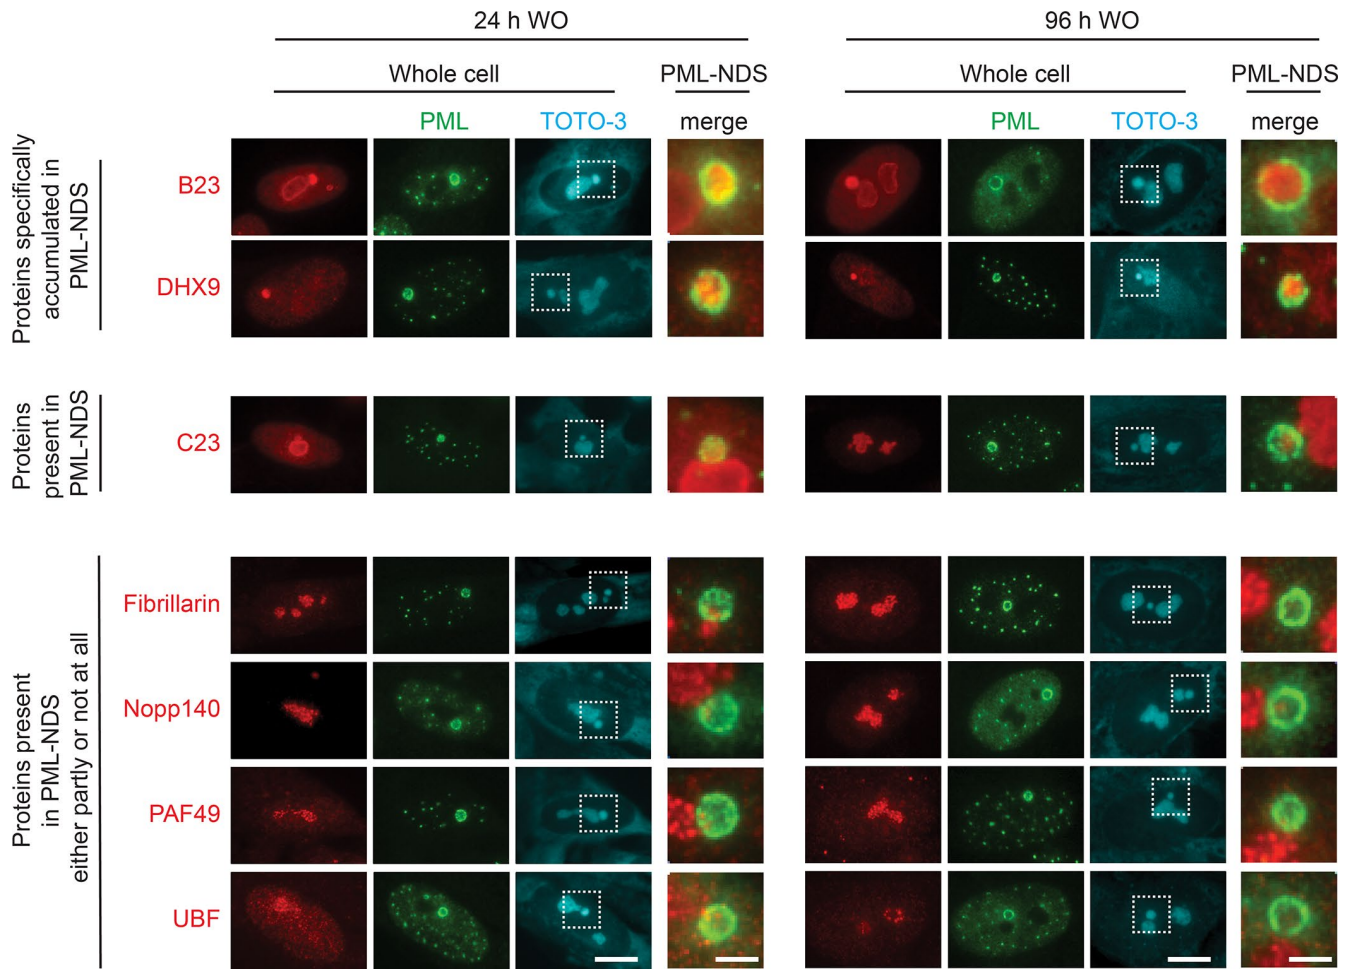 24 h WO
96 h WO
Whole cell
PML-NDS
Whole cell
PML-NDS
PML
TOTO-3
merge
PML
TOTO-3
merge
Proteins specifically
accumulated in
PML-NDS
B23
DHX9
Proteins
present in
PML-NDS
C23
Proteins present
in PML-NDS
either partly or not at all
Fibrillarin
Nopp140
PAF49
UBF